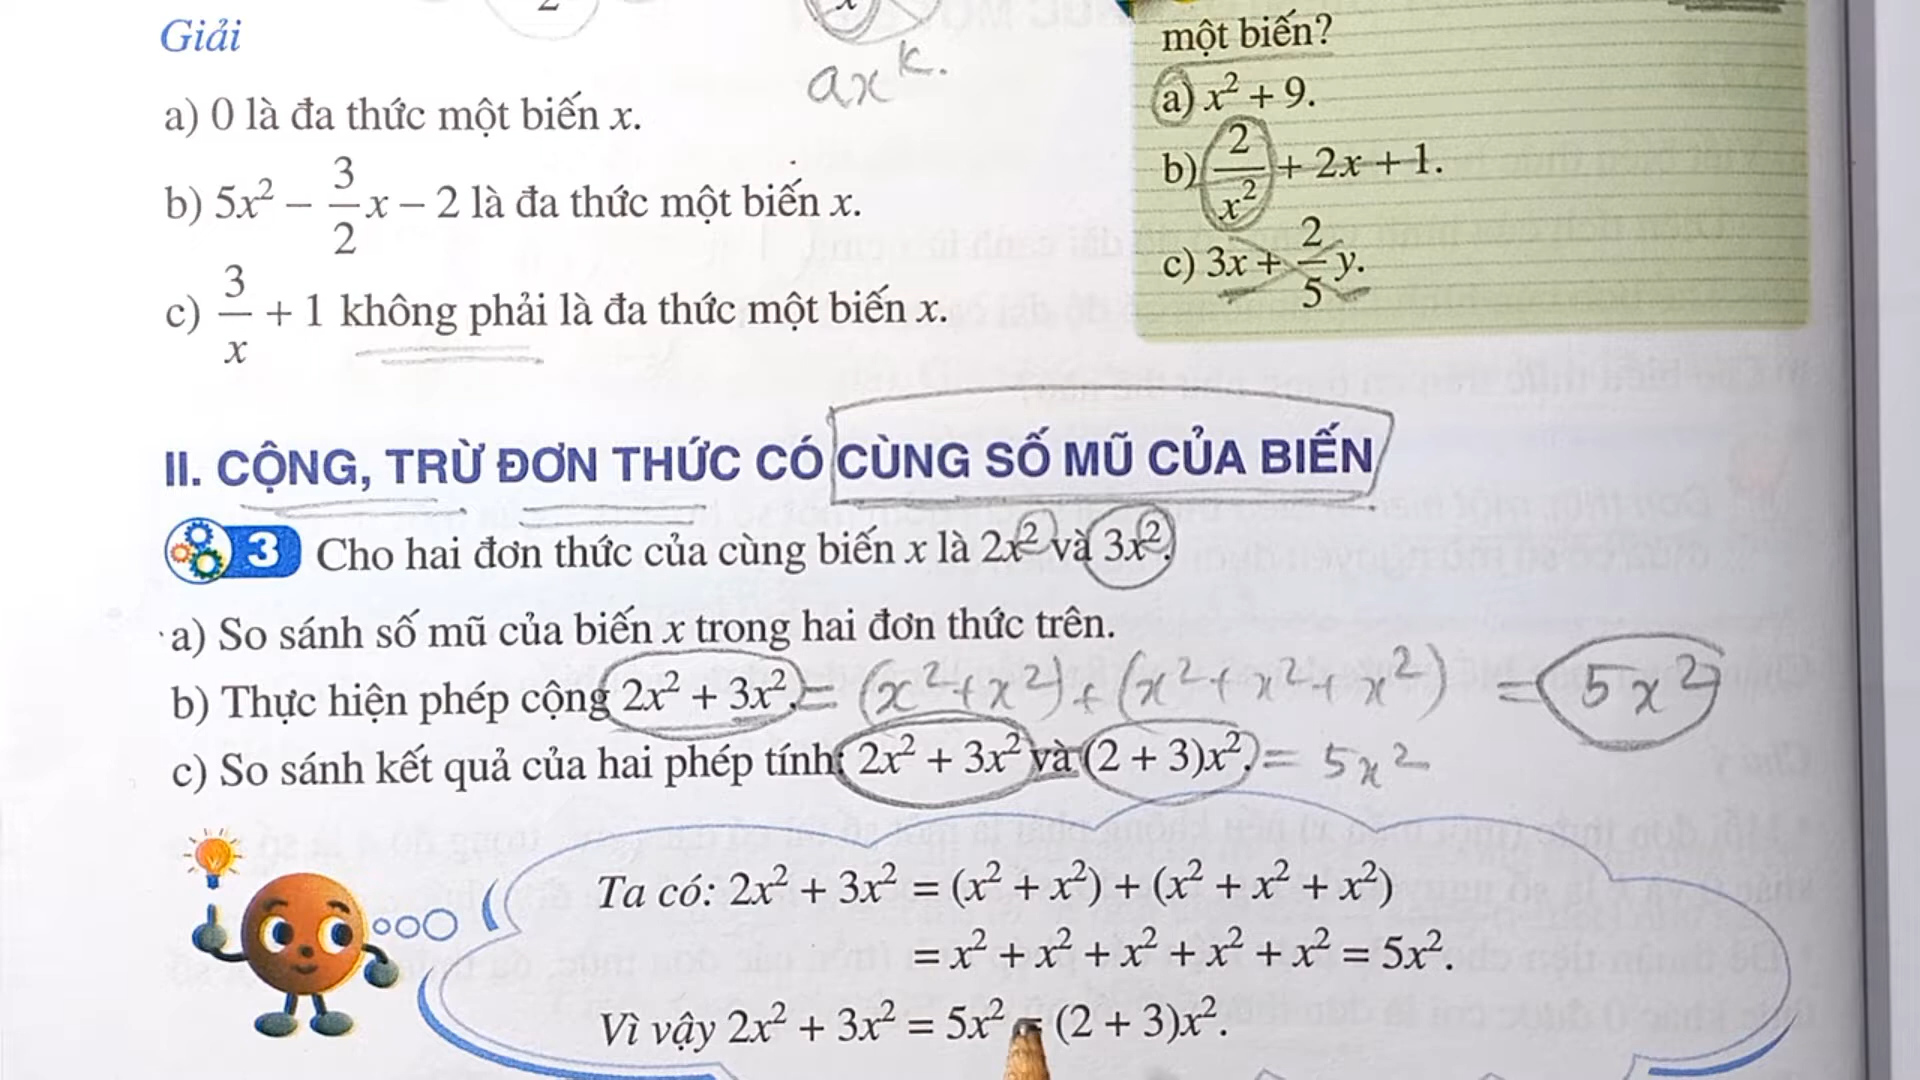 Giải
ax^k.
a) 0 là đa thức một biến x.
b) 5x² − 3/2 x − 2 là đa thức một biến x.
c) 3/x + 1 không phải là đa thức một biến x.
một biến?
a) x² + 9.
b) 2/x² + 2x + 1.
c) 3x + 2/5 y.
II. CỘNG, TRỪ ĐƠN THỨC CÓ CÙNG SỐ MŨ CỦA BIẾN
3 Cho hai đơn thức của cùng biến x là 2x² và 3x².
a) So sánh số mũ của biến x trong hai đơn thức trên.
b) Thực hiện phép cộng 2x² + 3x². = (x² + x²) + (x² + x² + x²) = 5x²
c) So sánh kết quả của hai phép tính: 2x² + 3x² và (2 + 3)x². = 5x²
Ta có: 2x² + 3x² = (x² + x²) + (x² + x² + x²)
= x² + x² + x² + x² + x² = 5x².
Vì vậy 2x² + 3x² = 5x² = (2 + 3)x².